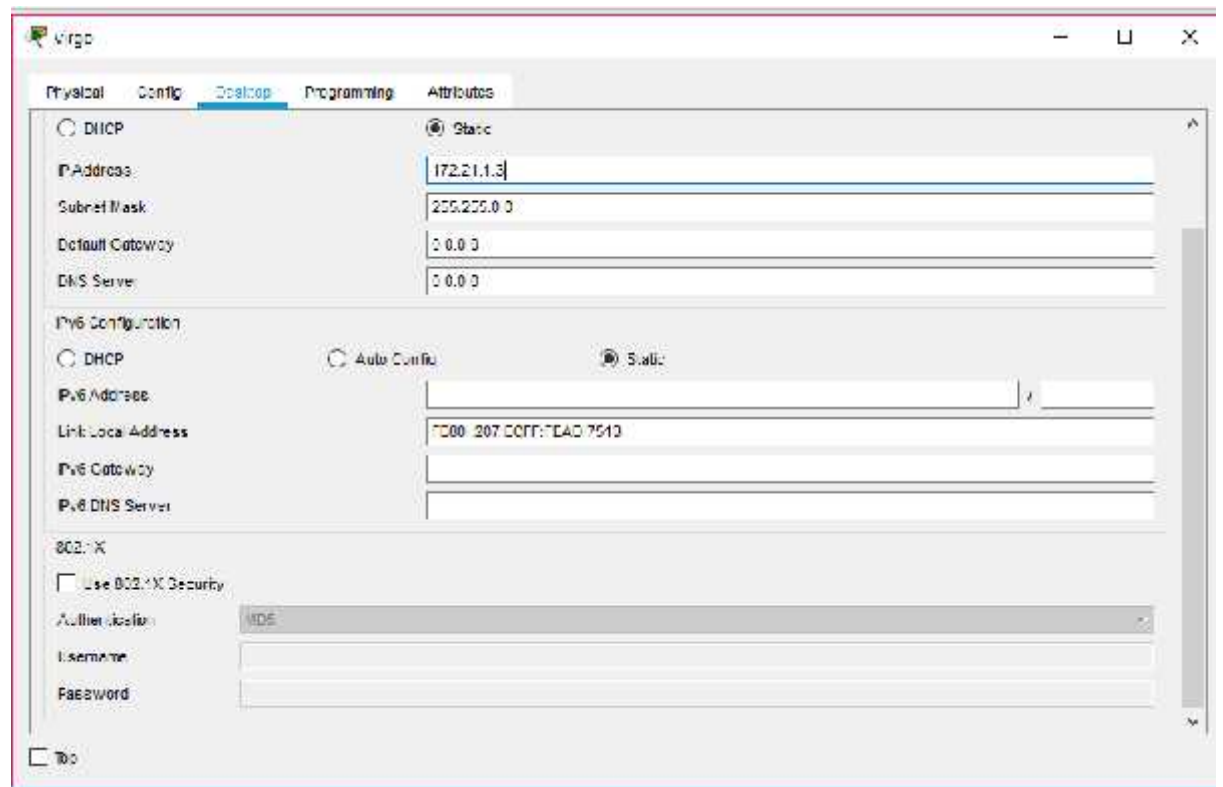 virgo
Physical Config Desktop Programming Attributes
DHCP Static
IP Address 172.21.1.3
Subnet Mask 255.255.0.0
Default Gateway 0.0.0.0
DNS Server 0.0.0.0
IPv6 Configuration
DHCP Auto Config Static
IPv6 Address /
Link Local Address
IPv6 Gateway
IPv6 DNS Server
802.1X
Use 802.1X Security
Authentication MD5
Username
Password
Top